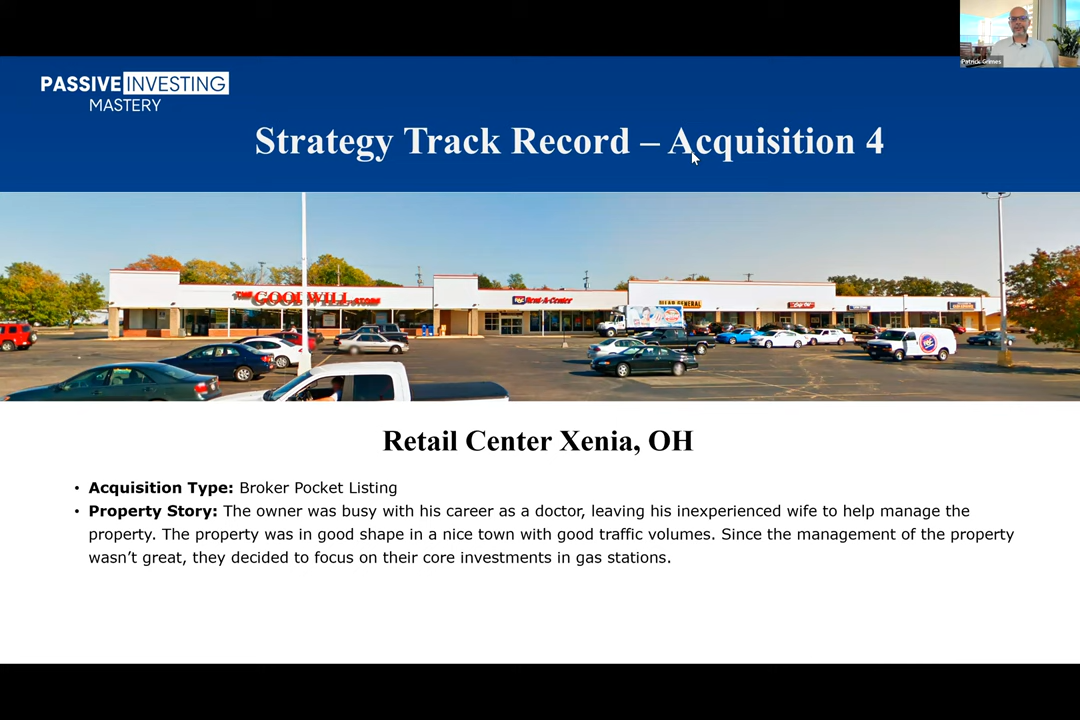 Patrick Grimes
PASSIVE INVESTING
MASTERY
Strategy Track Record – Acquisition 4
THE GOODWILL STORE
Rent-A-Center
DOLLAR GENERAL
Retail Center Xenia, OH
• Acquisition Type: Broker Pocket Listing
• Property Story: The owner was busy with his career as a doctor, leaving his inexperienced wife to help manage the
property. The property was in good shape in a nice town with good traffic volumes. Since the management of the property
wasn’t great, they decided to focus on their core investments in gas stations.